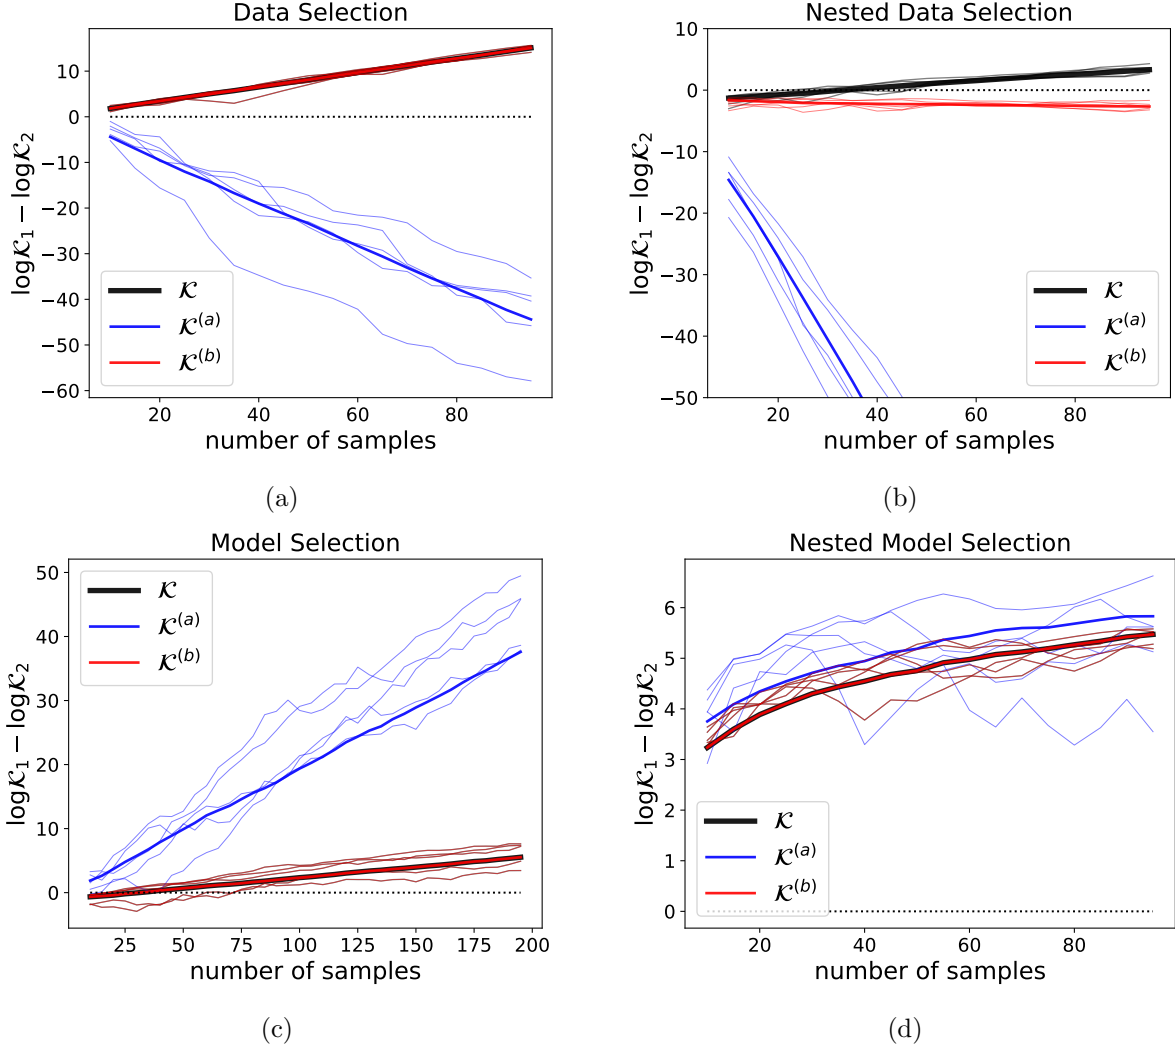 Data Selection
10
0
−10
−20
−30
−40
−50
−60
log𝒦₁ − log𝒦₂
𝒦
𝒦⁽ᵃ⁾
𝒦⁽ᵇ⁾
20 40 60 80
number of samples
(a)
Nested Data Selection
10
0
−10
−20
−30
−40
−50
log𝒦₁ − log𝒦₂
𝒦
𝒦⁽ᵃ⁾
𝒦⁽ᵇ⁾
20 40 60 80
number of samples
(b)
Model Selection
50
40
30
20
10
0
log𝒦₁ − log𝒦₂
𝒦
𝒦⁽ᵃ⁾
𝒦⁽ᵇ⁾
25 50 75 100 125 150 175 200
number of samples
(c)
Nested Model Selection
6
5
4
3
2
1
0
log𝒦₁ − log𝒦₂
𝒦
𝒦⁽ᵃ⁾
𝒦⁽ᵇ⁾
20 40 60 80
number of samples
(d)